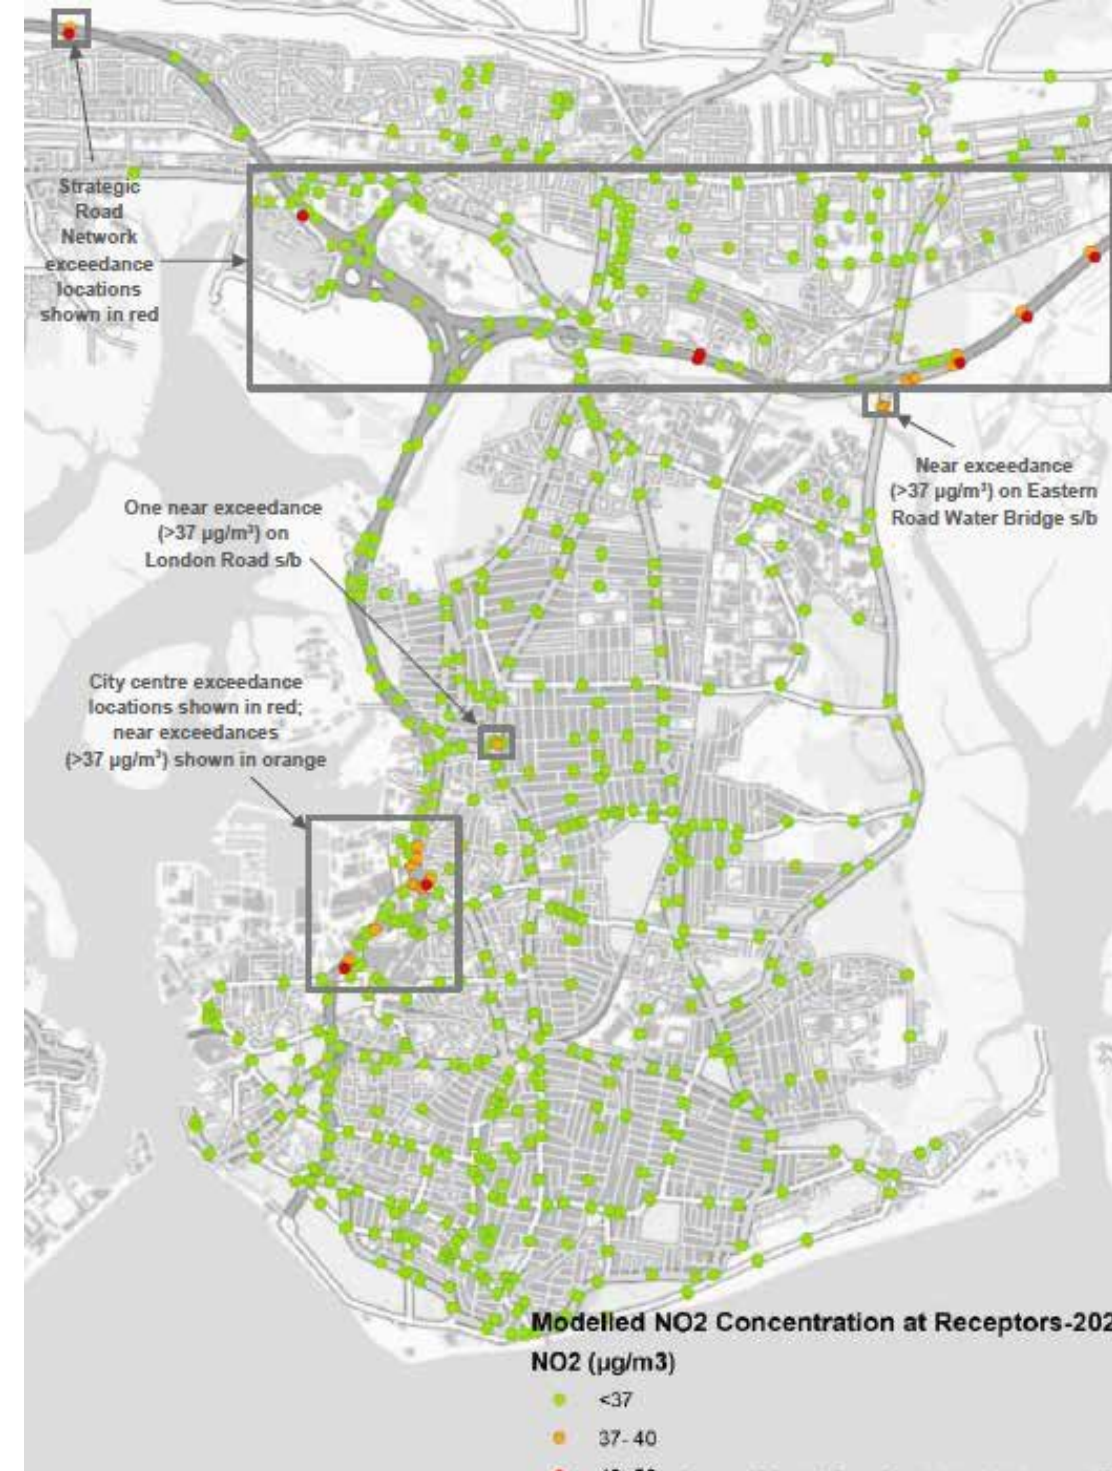 Strategic
Road
Network
exceedance
locations
shown in red
Near exceedance
(>37 µg/m³) on Eastern
Road Water Bridge s/b
One near exceedance
(>37 µg/m³) on
London Road s/b
City centre exceedance
locations shown in red;
near exceedances
(>37 µg/m³) shown in orange
Modelled NO2 Concentration at Receptors-202
NO2 (µg/m3)
<37
37- 40